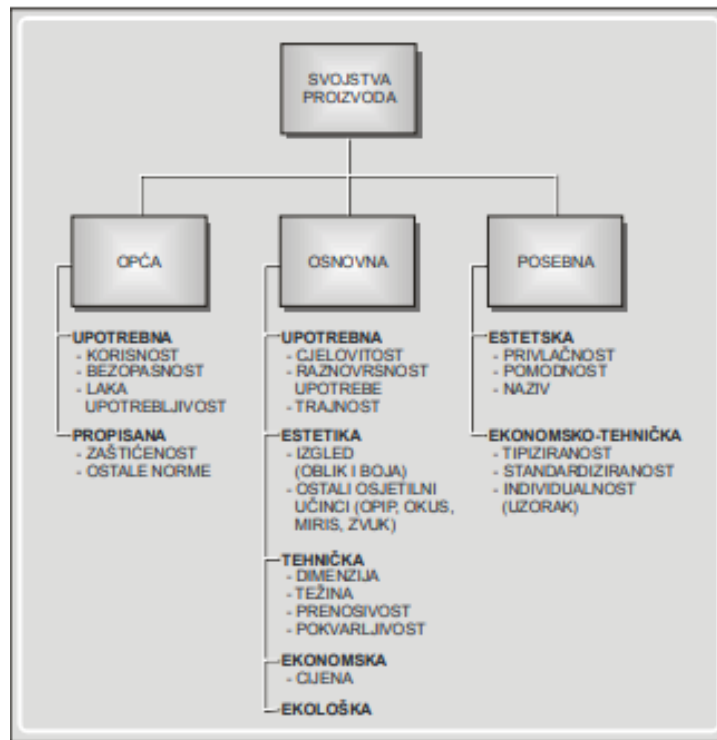 SVOJSTVA
PROIZVODA
OPĆA
OSNOVNA
POSEBNA
UPOTREBNA
- KORISNOST
- BEZOPASNOST
- LAKA
UPOTREBLJIVOST
PROPISANA
- ZAŠTIĆENOST
- OSTALE NORME
UPOTREBNA
- CJELOVITOST
- RAZNOVRSNOST
UPOTREBE
- TRAJNOST
ESTETIKA
- IZGLED
(OBLIK I BOJA)
- OSTALI OSJETILNI
UČINCI (OPIP, OKUS,
MIRIS, ZVUK)
TEHNIČKA
- DIMENZIJA
- TEŽINA
- PRENOSIVOST
- POKVARLJIVOST
EKONOMSKA
- CIJENA
EKOLOŠKA
ESTETSKA
- PRIVLAČNOST
- POMODNOST
- NAZIV
EKONOMSKO-TEHNIČKA
- TIPIZIRANOST
- STANDARDIZIRANOST
- INDIVIDUALNOST
(UZORAK)